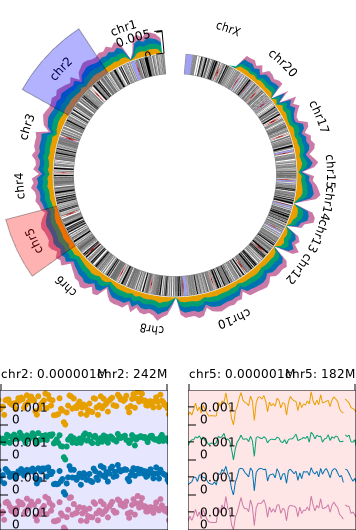 chr1
chrX
0.005
0
chr2
chr20
chr17
chr3
chr15
chr4
chr14
chr5
chr13
chr12
chr6
chr10
chr8
chr2: 0.000001M
chr2: 242M
chr5: 0.000001M
chr5: 182M
0.001
0
0.001
0
0.001
0
0.001
0
0.001
0
0.001
0
0.001
0
0.001
0